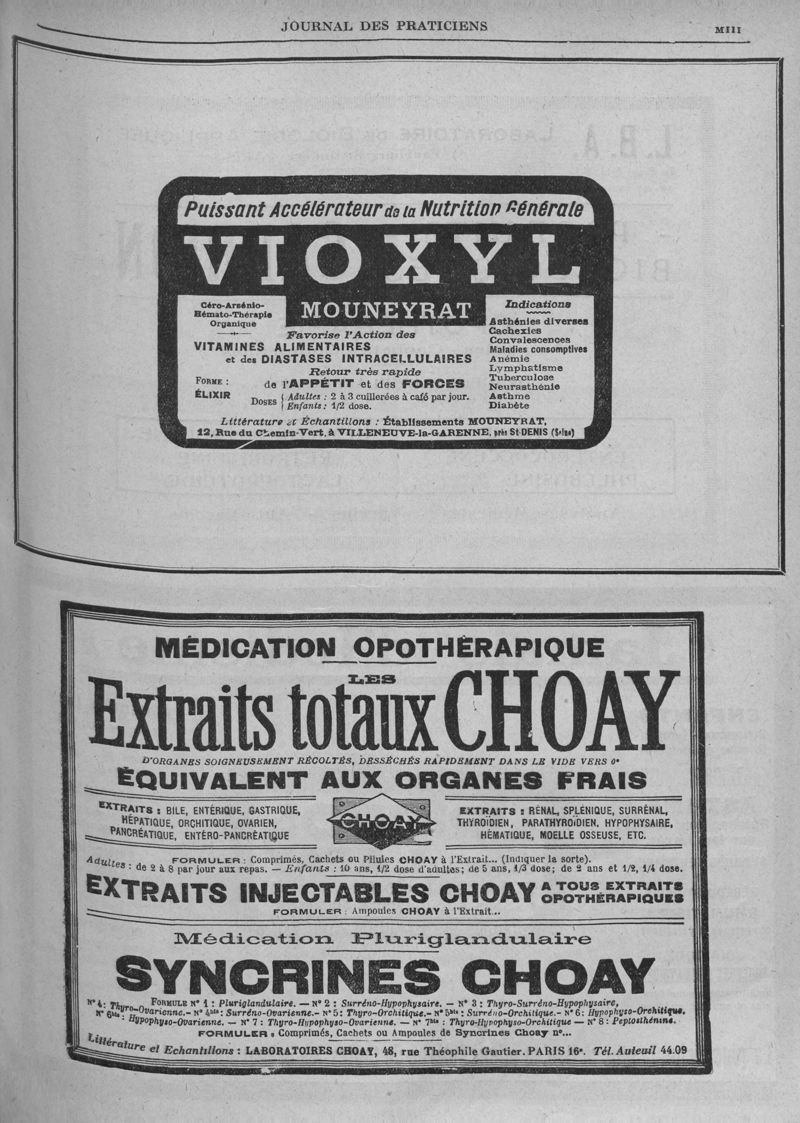 JOURNAL DES PRATICIENS
MIII
Puissant Accélérateur de la Nutrition Générale
VIOXYL
MOUNEYRAT
Céro-Arsénio-
Hémato-Thérapie
Organique
Favorise l'Action des
VITAMINES ALIMENTAIRES
et des DIASTASES INTRACELLULAIRES
Retour très rapide
de l'APPÉTIT et des FORCES
FORME :
ÉLIXIR
DOSES { Adultes : 2 à 3 cuillerées à café par jour.
Enfants : 1/2 dose.
Indications
Asthénies diverses
Cachexies
Convalescences
Maladies consomptives
Anémie
Lymphatisme
Tuberculose
Neurasthénie
Asthme
Diabète
Littérature et Échantillons : Établissements MOUNEYRAT,
12, Rue du Chemin-Vert, à VILLENEUVE-la-GARENNE, près St-DENIS (Seine)
MÉDICATION OPOTHÉRAPIQUE
LES
Extraits totaux CHOAY
D'ORGANES SOIGNEUSEMENT RÉCOLTÉS, DESSÉCHÉS RAPIDEMENT DANS LE VIDE VERS 0°
ÉQUIVALENT AUX ORGANES FRAIS
EXTRAITS : BILE, ENTÉRIQUE, GASTRIQUE,
HÉPATIQUE, ORCHITIQUE, OVARIEN,
PANCRÉATIQUE, ENTÉRO-PANCRÉATIQUE
CHOAY
EXTRAITS : RÉNAL, SPLÉNIQUE, SURRÉNAL,
THYROÏDIEN, PARATHYROïDIEN, HYPOPHYSAIRE,
HÉMATIQUE, MOELLE OSSEUSE, ETC.
FORMULER : Comprimés, Cachets ou Pilules CHOAY à l'Extrait... (Indiquer la sorte).
Adultes : de 2 à 8 par jour aux repas. — Enfants : 10 ans, 1/2 dose d'adultes; de 5 ans, 1/3 dose; de 2 ans et 1/2, 1/4 dose.
EXTRAITS INJECTABLES CHOAY A TOUS EXTRAITS
OPOTHÉRAPIQUES
FORMULER : Ampoules CHOAY à l'Extrait...
Médication Pluriglandulaire
SYNCRINES CHOAY
FORMULE N° 1 : Pluriglandulaire. — N° 2 : Surréno-Hypophysaire. — N° 3 : Thyro-Surréno-Hypophysaire,
N° 4 : Thyro-Ovarienne.- N° 4bis : Surréno-Ovarienne.- N° 5 : Thyro-Orchitique.- N° 5bis : Surréno-Orchitique.- N° 6 : Hypophyso-Orchitique,
N° 6bis : Hypophyso-Ovarienne. — N° 7 : Thyro-Hypophyso-Ovarienne. — N° 7bis : Thyro-Hypophyso-Orchitique — N° 8 : Peptosthénine.
FORMULER : Comprimés, Cachets ou Ampoules de Syncrines Choay n°...
Littérature et Echantillons : LABORATOIRES CHOAY, 48, rue Théophile Gautier. PARIS 16°. Tél. Auteuil 44.09